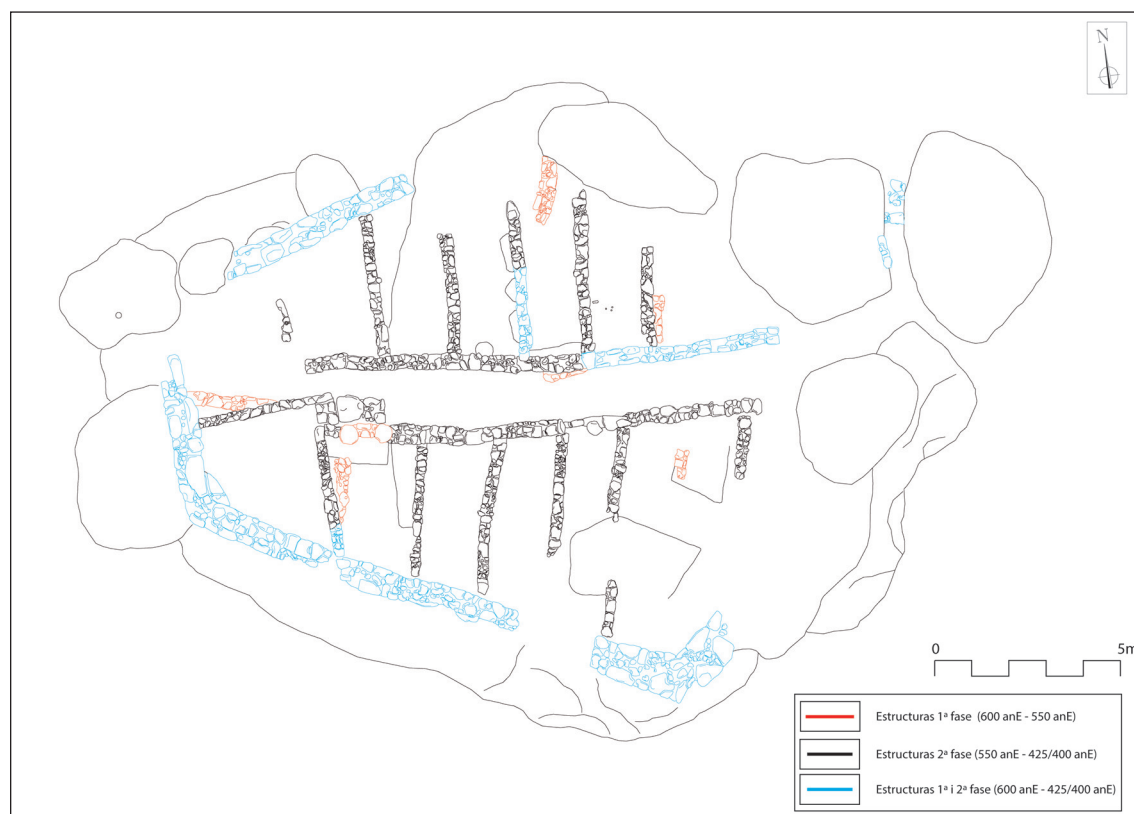 N
0 5m
Estructuras 1ª fase (600 anE - 550 anE)
Estructuras 2ª fase (550 anE - 425/400 anE)
Estructuras 1ª i 2ª fase (600 anE - 425/400 anE)